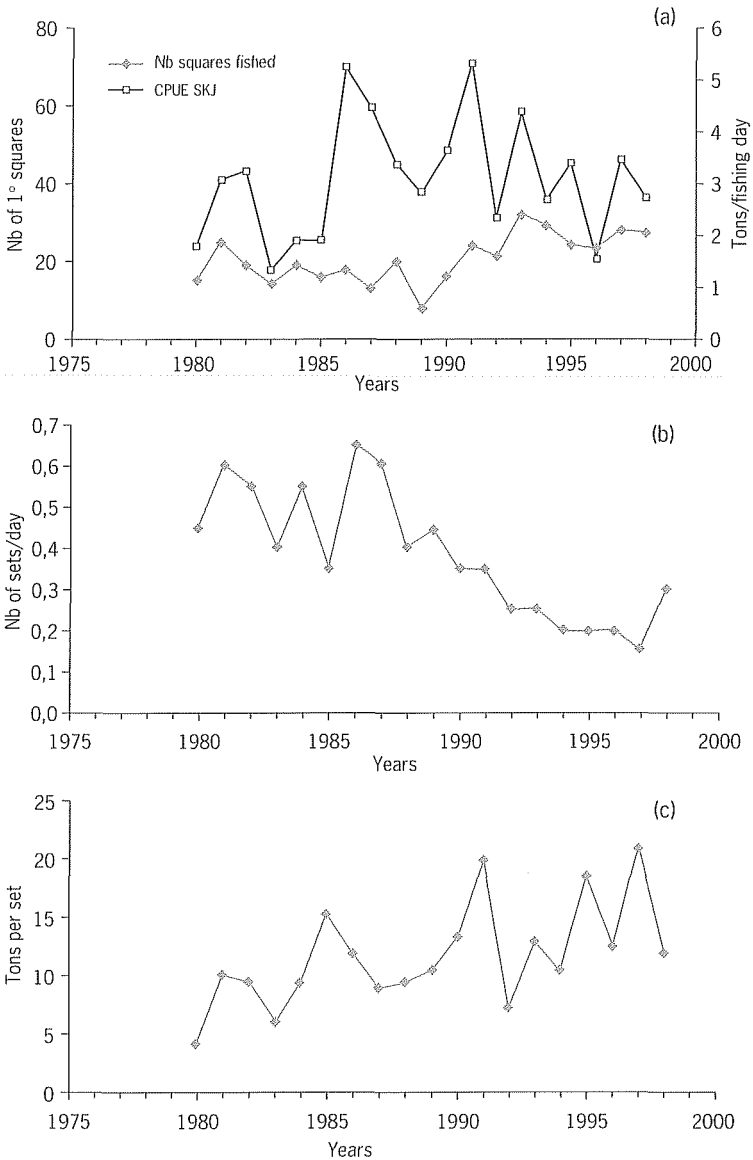 (a)
80
60
40
20
0
Nb of 1° squares
Nb squares fished
CPUE SKJ
6
5
4
3
2
1
0
Tons/fishing day
1975 1980 1985 1990 1995 2000
Years
(b)
0,7
0,6
0,5
0,4
0,3
0,2
0,1
0,0
Nb of sets/day
1975 1980 1985 1990 1995 2000
Years
(c)
25
20
15
10
5
0
Tons per set
1975 1980 1985 1990 1995 2000
Years